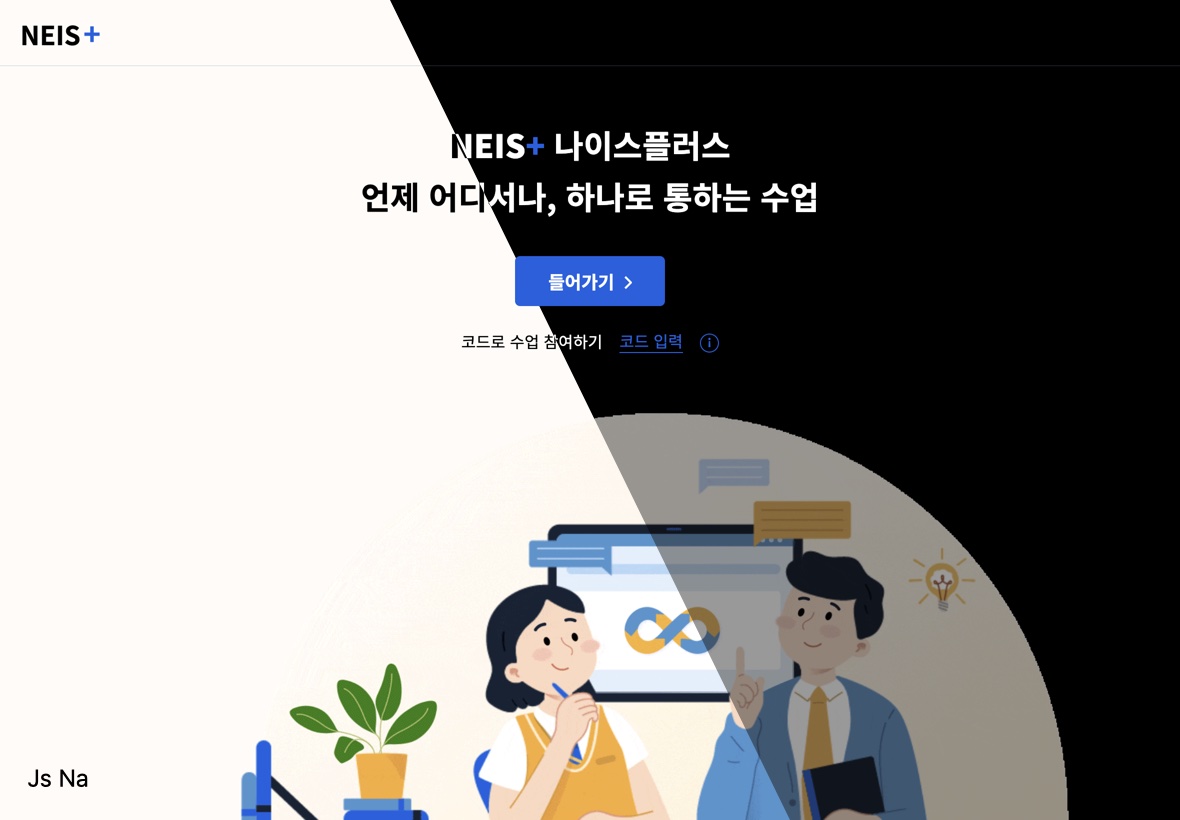 NEIS+
NEIS+ 나이스플러스
언제 어디서나, 하나로 통하는 수업
들어가기
코드로 수업 참여하기 코드 입력
Js Na